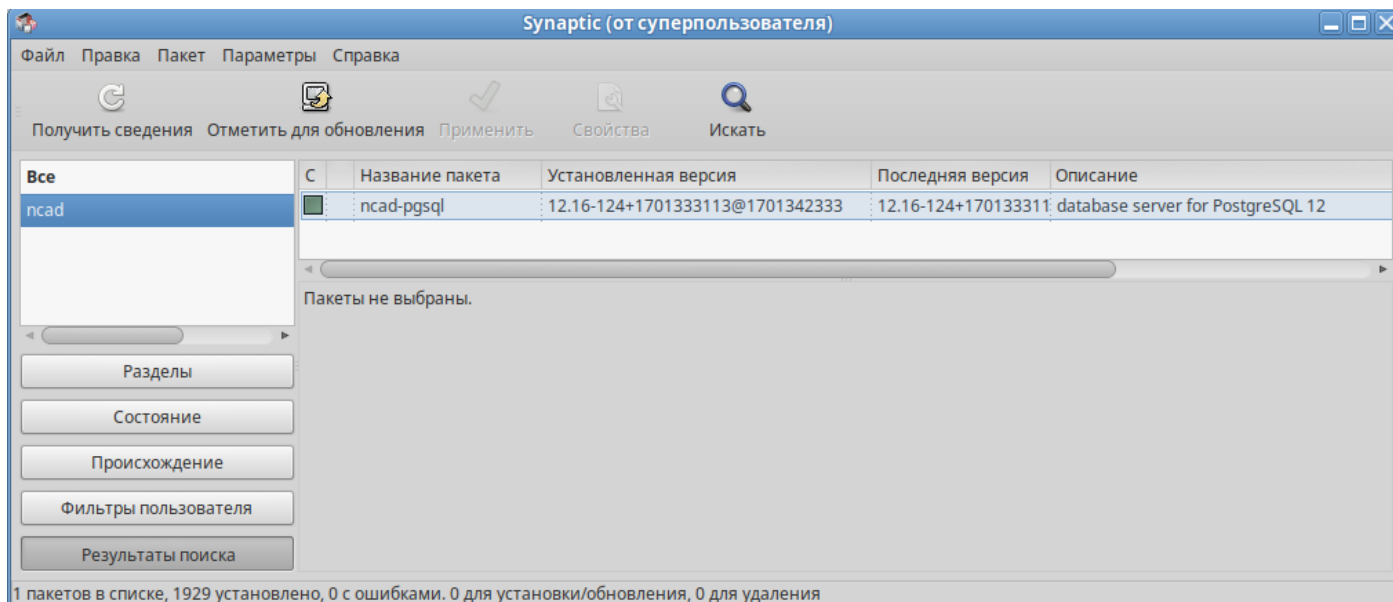 Synaptic (от суперпользователя)
Файл Правка Пакет Параметры Справка
Получить сведения Отметить для обновления Применить Свойства Искать
Все
ncad
С Название пакета Установленная версия Последняя версия Описание
ncad-pgsql 12.16-124+1701333113@1701342333 12.16-124+170133311 database server for PostgreSQL 12
Пакеты не выбраны.
Разделы
Состояние
Происхождение
Фильтры пользователя
Результаты поиска
1 пакетов в списке, 1929 установлено, 0 с ошибками. 0 для установки/обновления, 0 для удаления